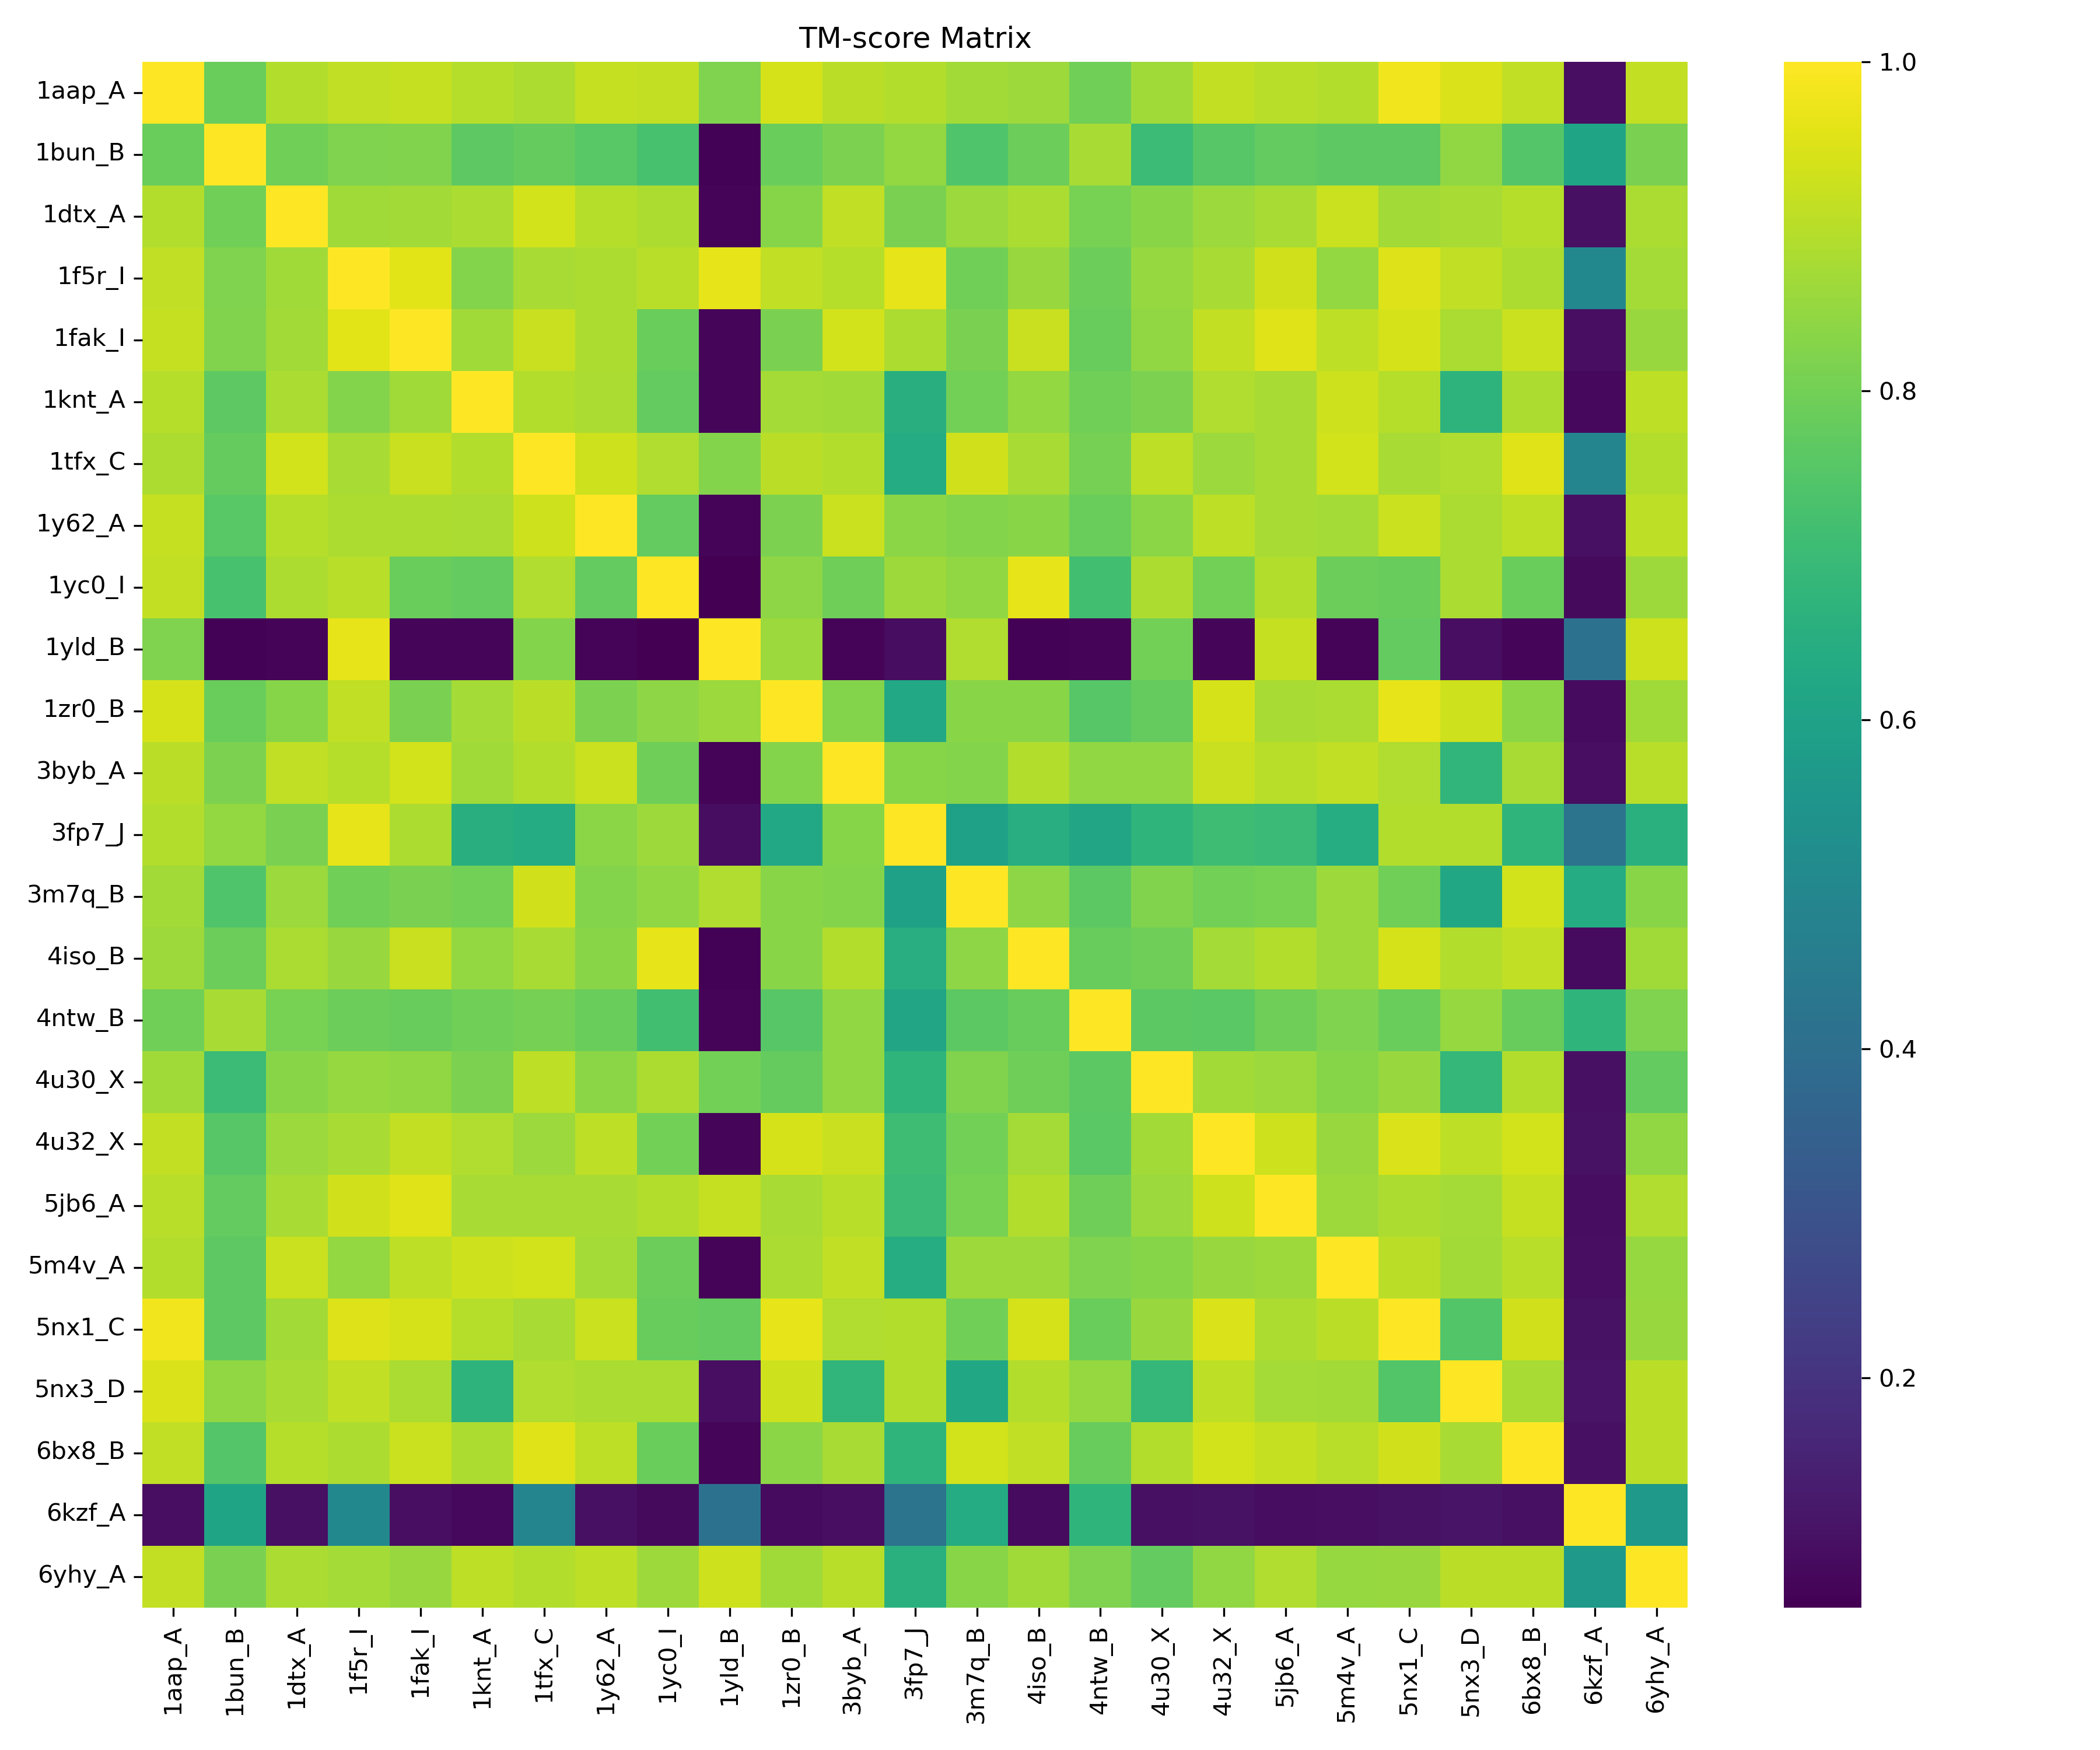 TM-score Matrix
1aap_A
1bun_B
1dtx_A
1f5r_I
1fak_I
1knt_A
1tfx_C
1y62_A
1yc0_I
1yld_B
1zr0_B
3byb_A
3fp7_J
3m7q_B
4iso_B
4ntw_B
4u30_X
4u32_X
5jb6_A
5m4v_A
5nx1_C
5nx3_D
6bx8_B
6kzf_A
6yhy_A
1aap_A
1bun_B
1dtx_A
1f5r_I
1fak_I
1knt_A
1tfx_C
1y62_A
1yc0_I
1yld_B
1zr0_B
3byb_A
3fp7_J
3m7q_B
4iso_B
4ntw_B
4u30_X
4u32_X
5jb6_A
5m4v_A
5nx1_C
5nx3_D
6bx8_B
6kzf_A
6yhy_A
1.0
0.8
0.6
0.4
0.2